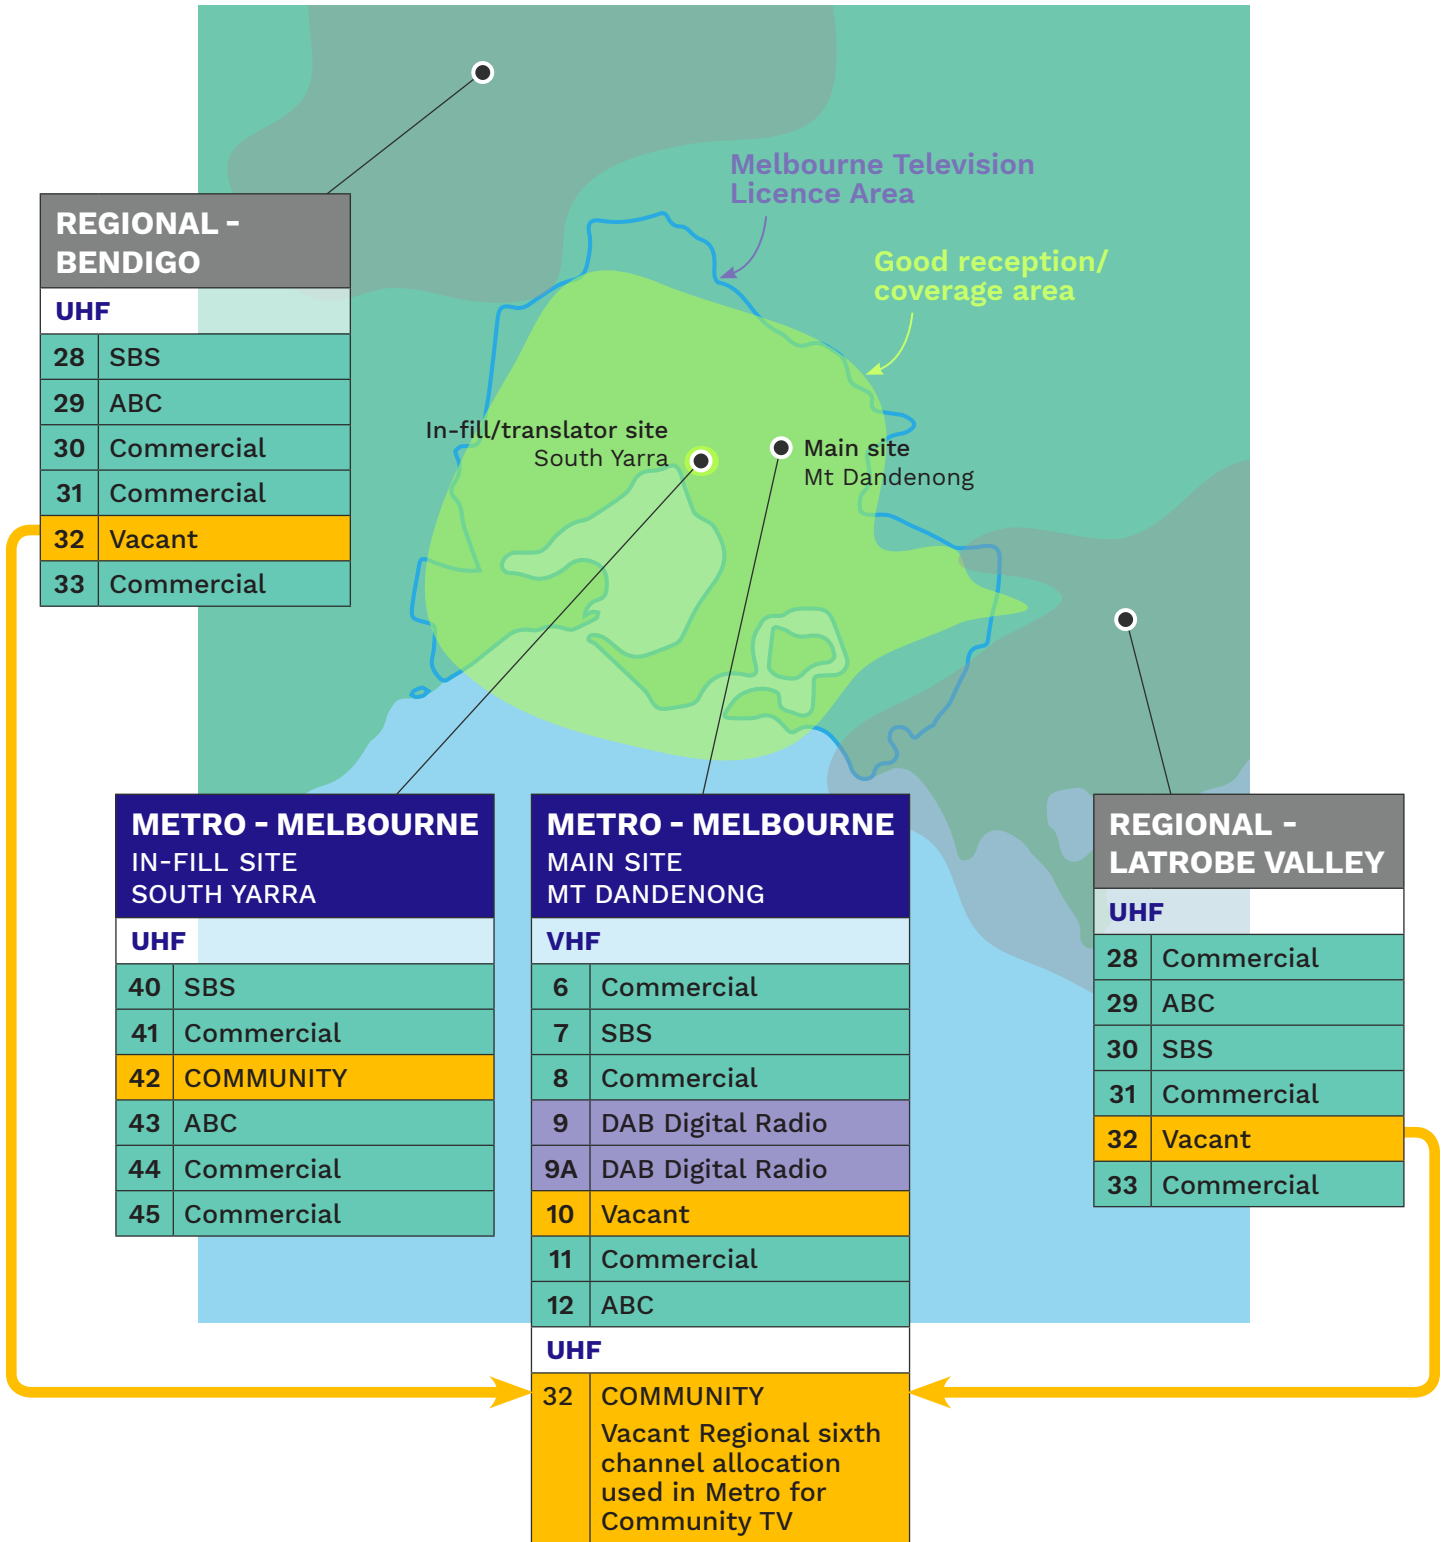 Melbourne Television
Licence Area
Good reception/
coverage area
In-fill/translator site
South Yarra
Main site
Mt Dandenong
REGIONAL -
BENDIGO
UHF
28 SBS
29 ABC
30 Commercial
31 Commercial
32 Vacant
33 Commercial
METRO - MELBOURNE
IN-FILL SITE
SOUTH YARRA
UHF
40 SBS
41 Commercial
42 COMMUNITY
43 ABC
44 Commercial
45 Commercial
METRO - MELBOURNE
MAIN SITE
MT DANDENONG
VHF
6 Commercial
7 SBS
8 Commercial
9 DAB Digital Radio
9A DAB Digital Radio
10 Vacant
11 Commercial
12 ABC
UHF
32 COMMUNITY
Vacant Regional sixth
channel allocation
used in Metro for
Community TV
REGIONAL -
LATROBE VALLEY
UHF
28 Commercial
29 ABC
30 SBS
31 Commercial
32 Vacant
33 Commercial